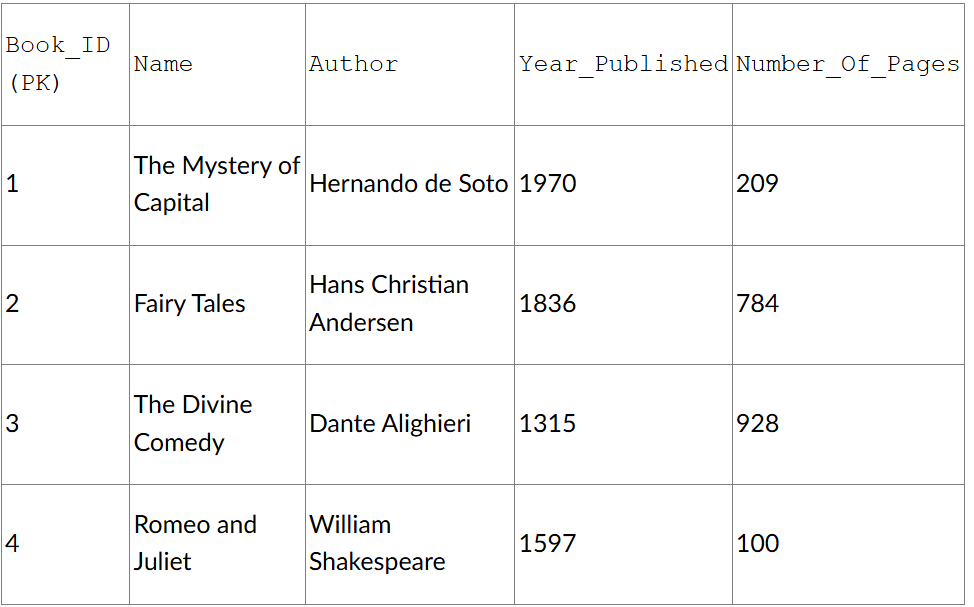 Book_ID
(PK)
Name
Author
Year_Published
Number_Of_Pages
1
The Mystery of
Capital
Hernando de Soto
1970
209
2
Fairy Tales
Hans Christian
Andersen
1836
784
3
The Divine
Comedy
Dante Alighieri
1315
928
4
Romeo and
Juliet
William
Shakespeare
1597
100